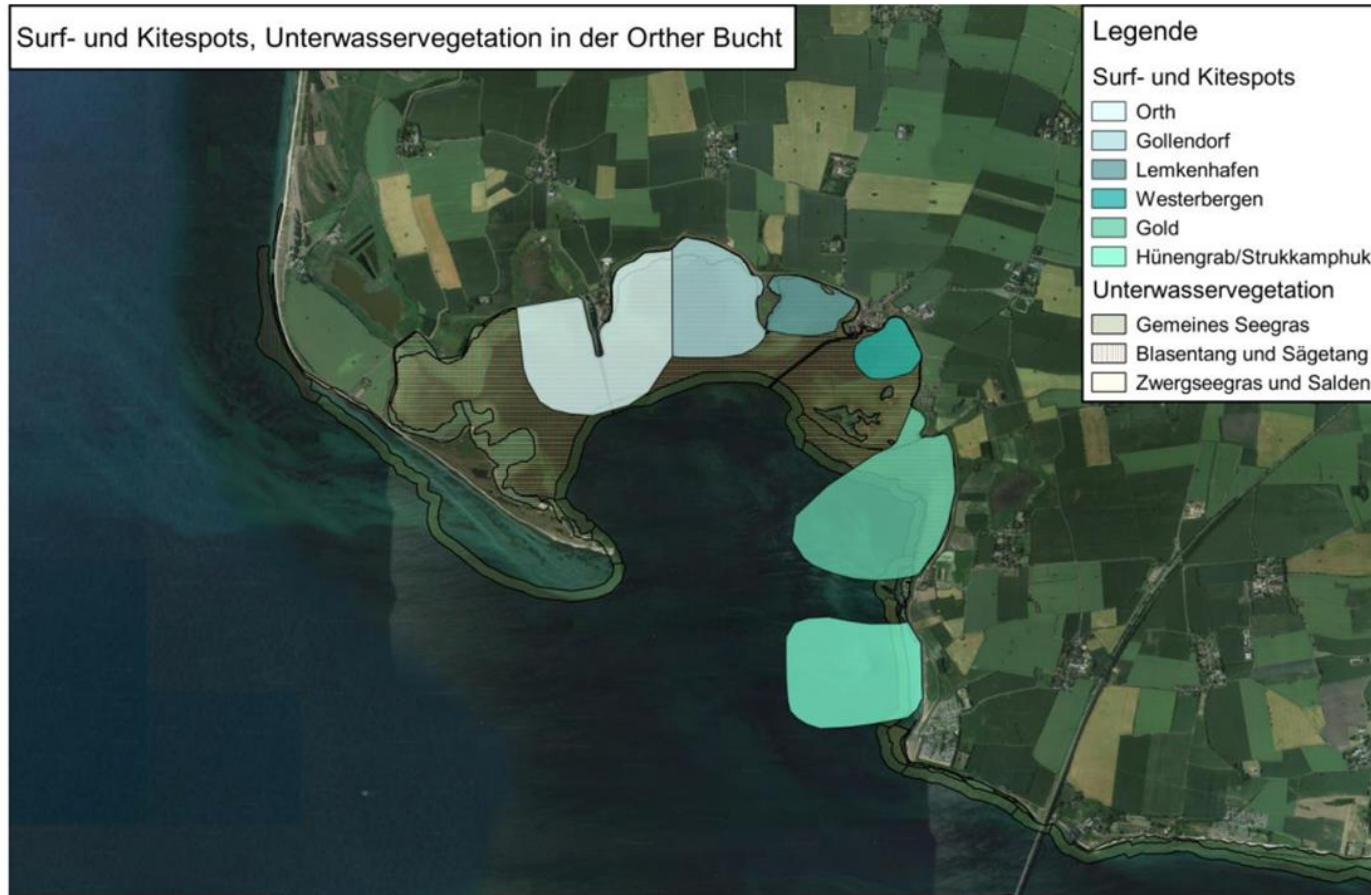 Surf- und Kitespots, Unterwasservegetation in der Orther Bucht
Legende
Surf- und Kitespots
Orth
Gollendorf
Lemkenhafen
Westerbergen
Gold
Hünengrab/Strukkamphuk
Unterwasservegetation
Gemeines Seegras
Blasentang und Sägetang
Zwergseegras und Salden